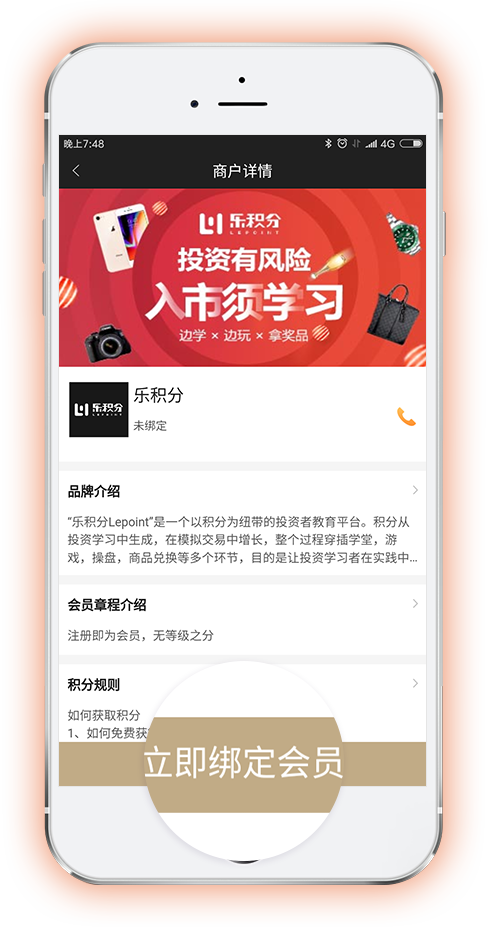 晚上7:48
4G
商户详情
乐积分
LEPOINT
投资有风险
入市须学习
边学 × 边玩 × 拿奖品
乐积分
乐积分
未绑定
品牌介绍
“乐积分Lepoint”是一个以积分为纽带的投资者教育平台。积分从
投资学习中生成，在模拟交易中增长，整个过程穿插学堂，游
戏，操盘，商品兑换等多个环节，目的是让投资学习者在实践中...
会员章程介绍
注册即为会员，无等级之分
积分规则
如何获取积分
1、如何免费获
立即绑定会员